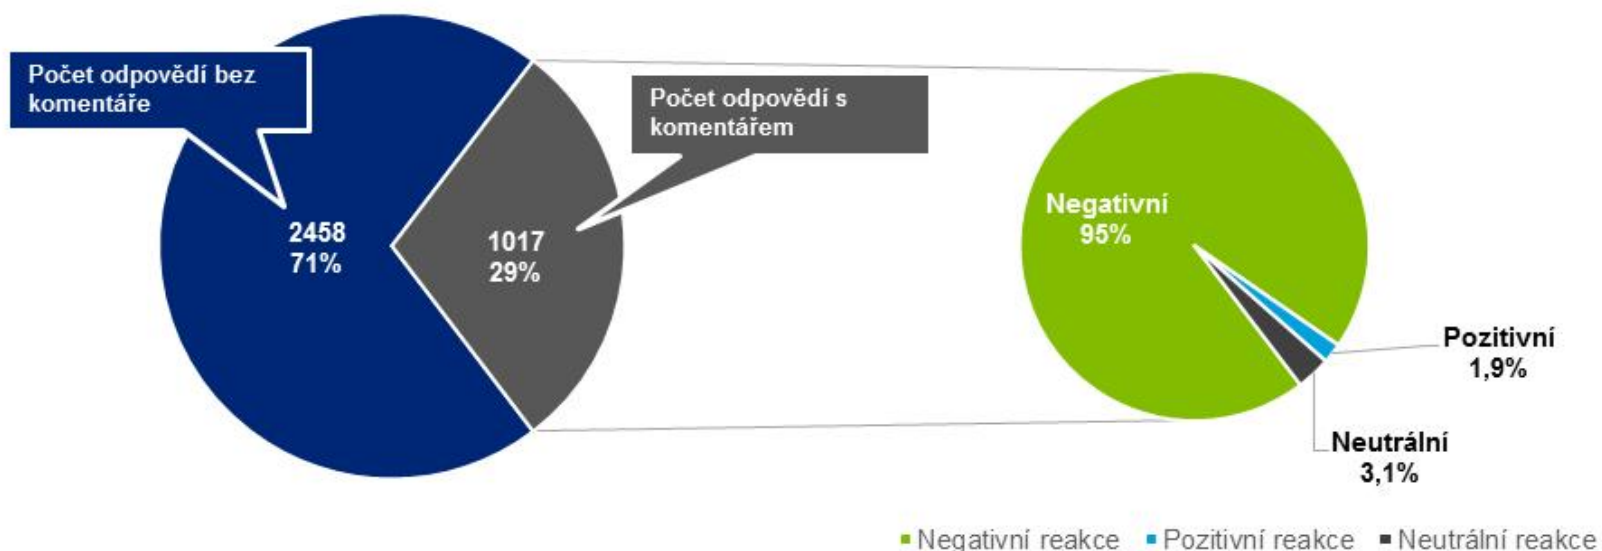 Počet odpovědí bez
komentáře
Počet odpovědí s
komentářem
2458
71%
1017
29%
Negativní
95%
Pozitivní
1,9%
Neutrální
3,1%
Negativní reakce Pozitivní reakce Neutrální reakce